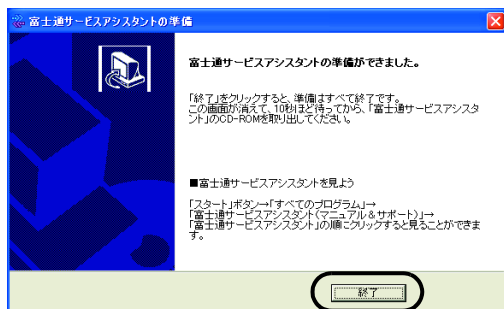 富士通サービスアシスタントの準備
富士通サービスアシスタントの準備ができました。
「終了」をクリックすると、準備はすべて終了です。
この画面が消えて、10秒ほど待ってから、「富士通サービスアシスタ
ント」のCD-ROMを取り出してください。
■富士通サービスアシスタントを見よう
「スタート」ボタン→「すべてのプログラム」→
「富士通サービスアシスタント(マニュアル&サポート)」→
「富士通サービスアシスタント」の順にクリックすると見ることができま
す。
終了